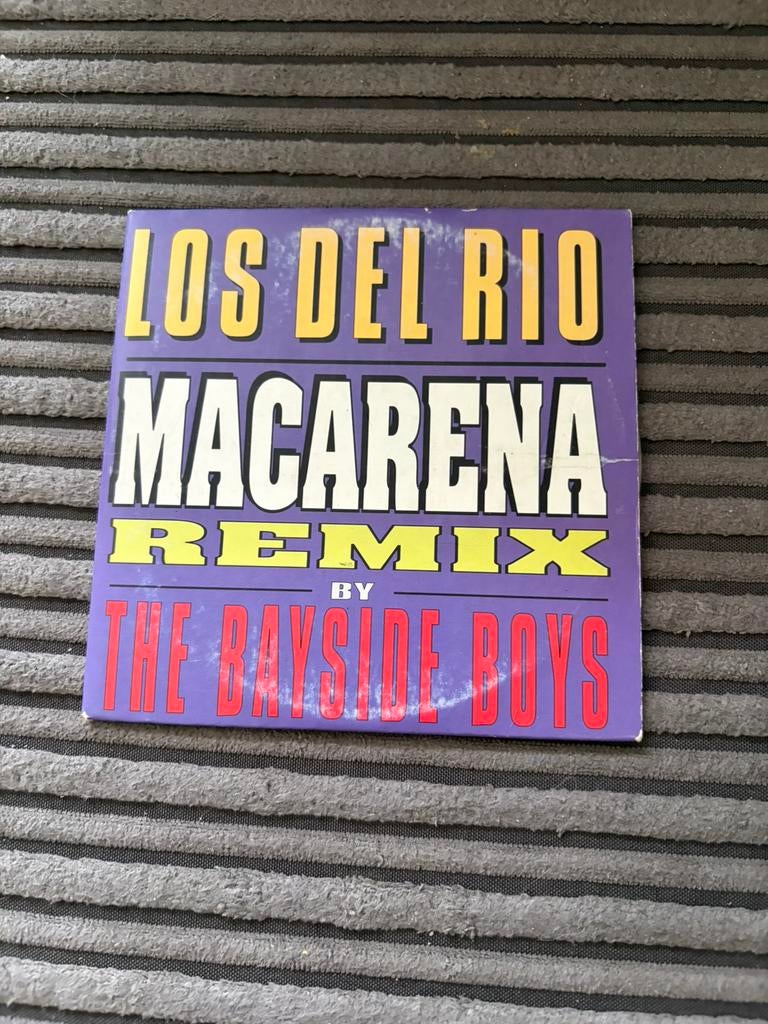 LOS DEL RIO
MACARENA
REMIX
BY
THE BAYSIDE BOYS